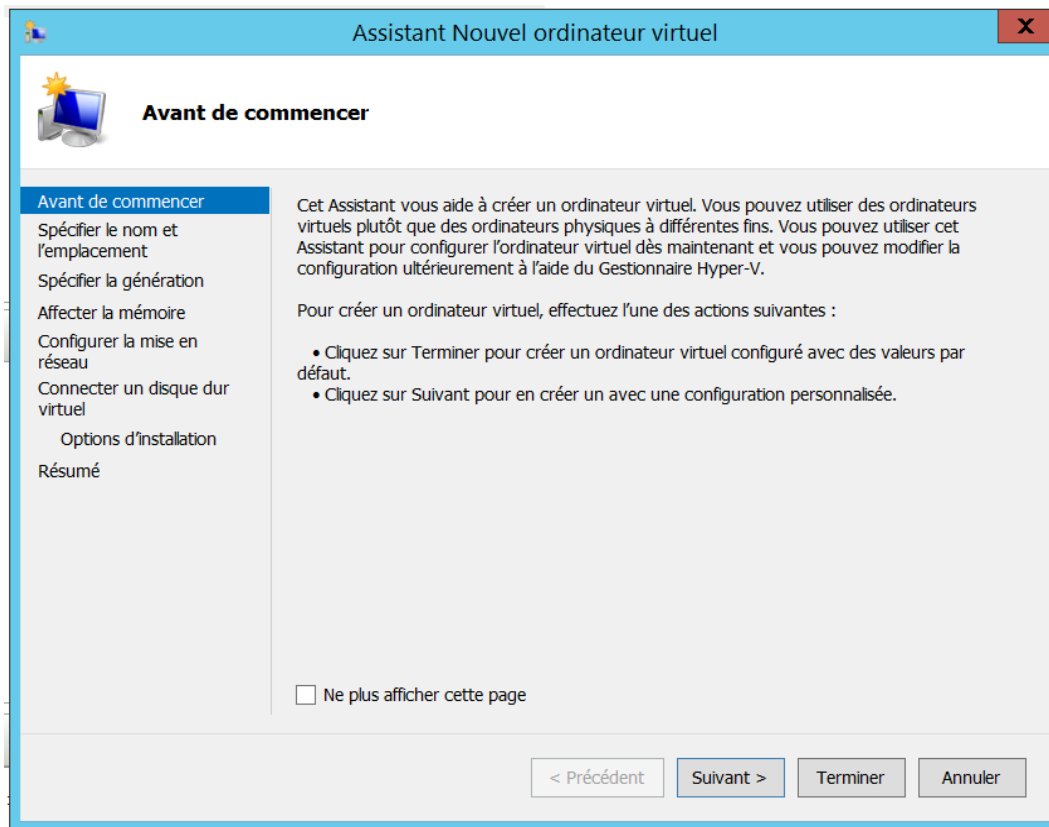 Assistant Nouvel ordinateur virtuel
X
Avant de commencer
Avant de commencer
Spécifier le nom et
l'emplacement
Spécifier la génération
Affecter la mémoire
Configurer la mise en
réseau
Connecter un disque dur
virtuel
Options d'installation
Résumé
Cet Assistant vous aide à créer un ordinateur virtuel. Vous pouvez utiliser des ordinateurs
virtuels plutôt que des ordinateurs physiques à différentes fins. Vous pouvez utiliser cet
Assistant pour configurer l'ordinateur virtuel dès maintenant et vous pouvez modifier la
configuration ultérieurement à l'aide du Gestionnaire Hyper-V.
Pour créer un ordinateur virtuel, effectuez l'une des actions suivantes :
• Cliquez sur Terminer pour créer un ordinateur virtuel configuré avec des valeurs par
défaut.
• Cliquez sur Suivant pour en créer un avec une configuration personnalisée.
Ne plus afficher cette page
< Précédent
Suivant >
Terminer
Annuler